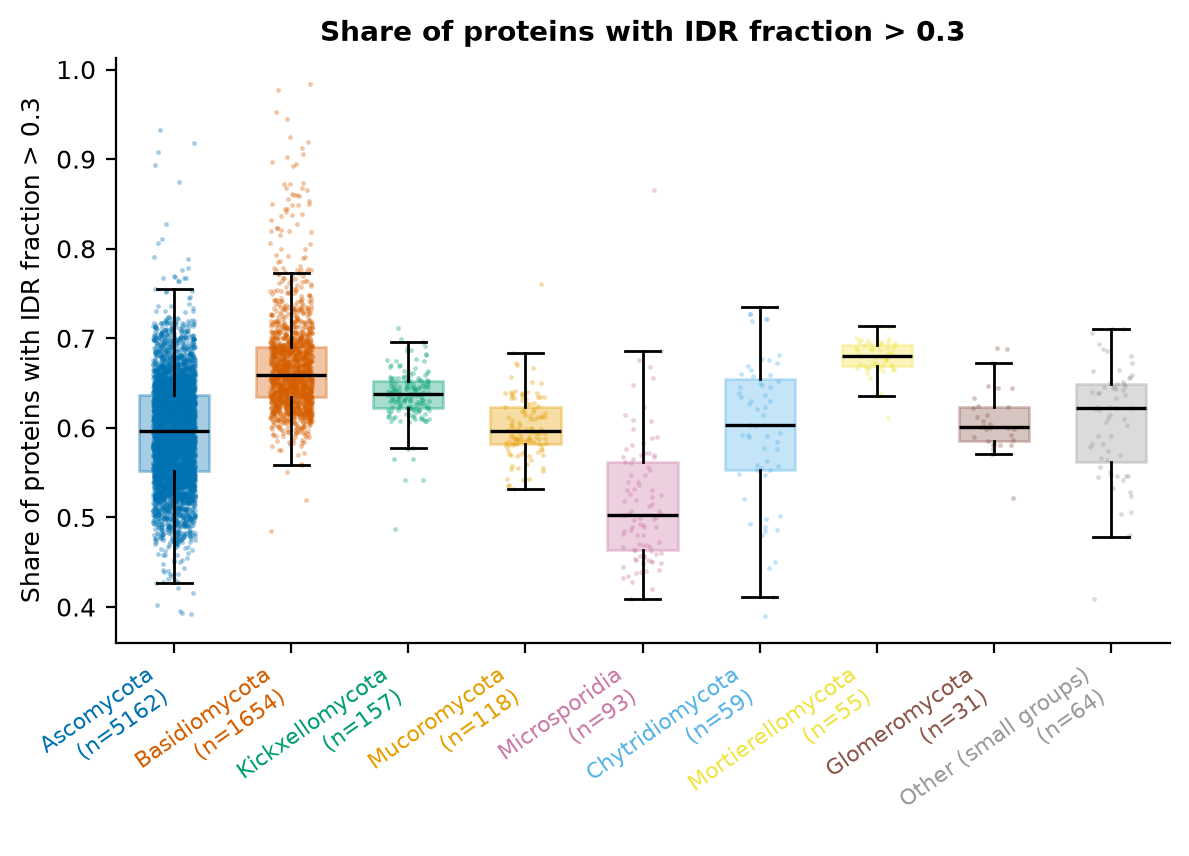 Share of proteins with IDR fraction > 0.3
Share of proteins with IDR fraction > 0.3
1.0
0.9
0.8
0.7
0.6
0.5
0.4
Ascomycota
(n=5162)
Basidiomycota
(n=1654)
Kickxellomycota
(n=157)
Mucoromycota
(n=118)
Microsporidia
(n=93)
Chytridiomycota
(n=59)
Mortierellomycota
(n=55)
Glomeromycota
(n=31)
Other (small groups)
(n=64)